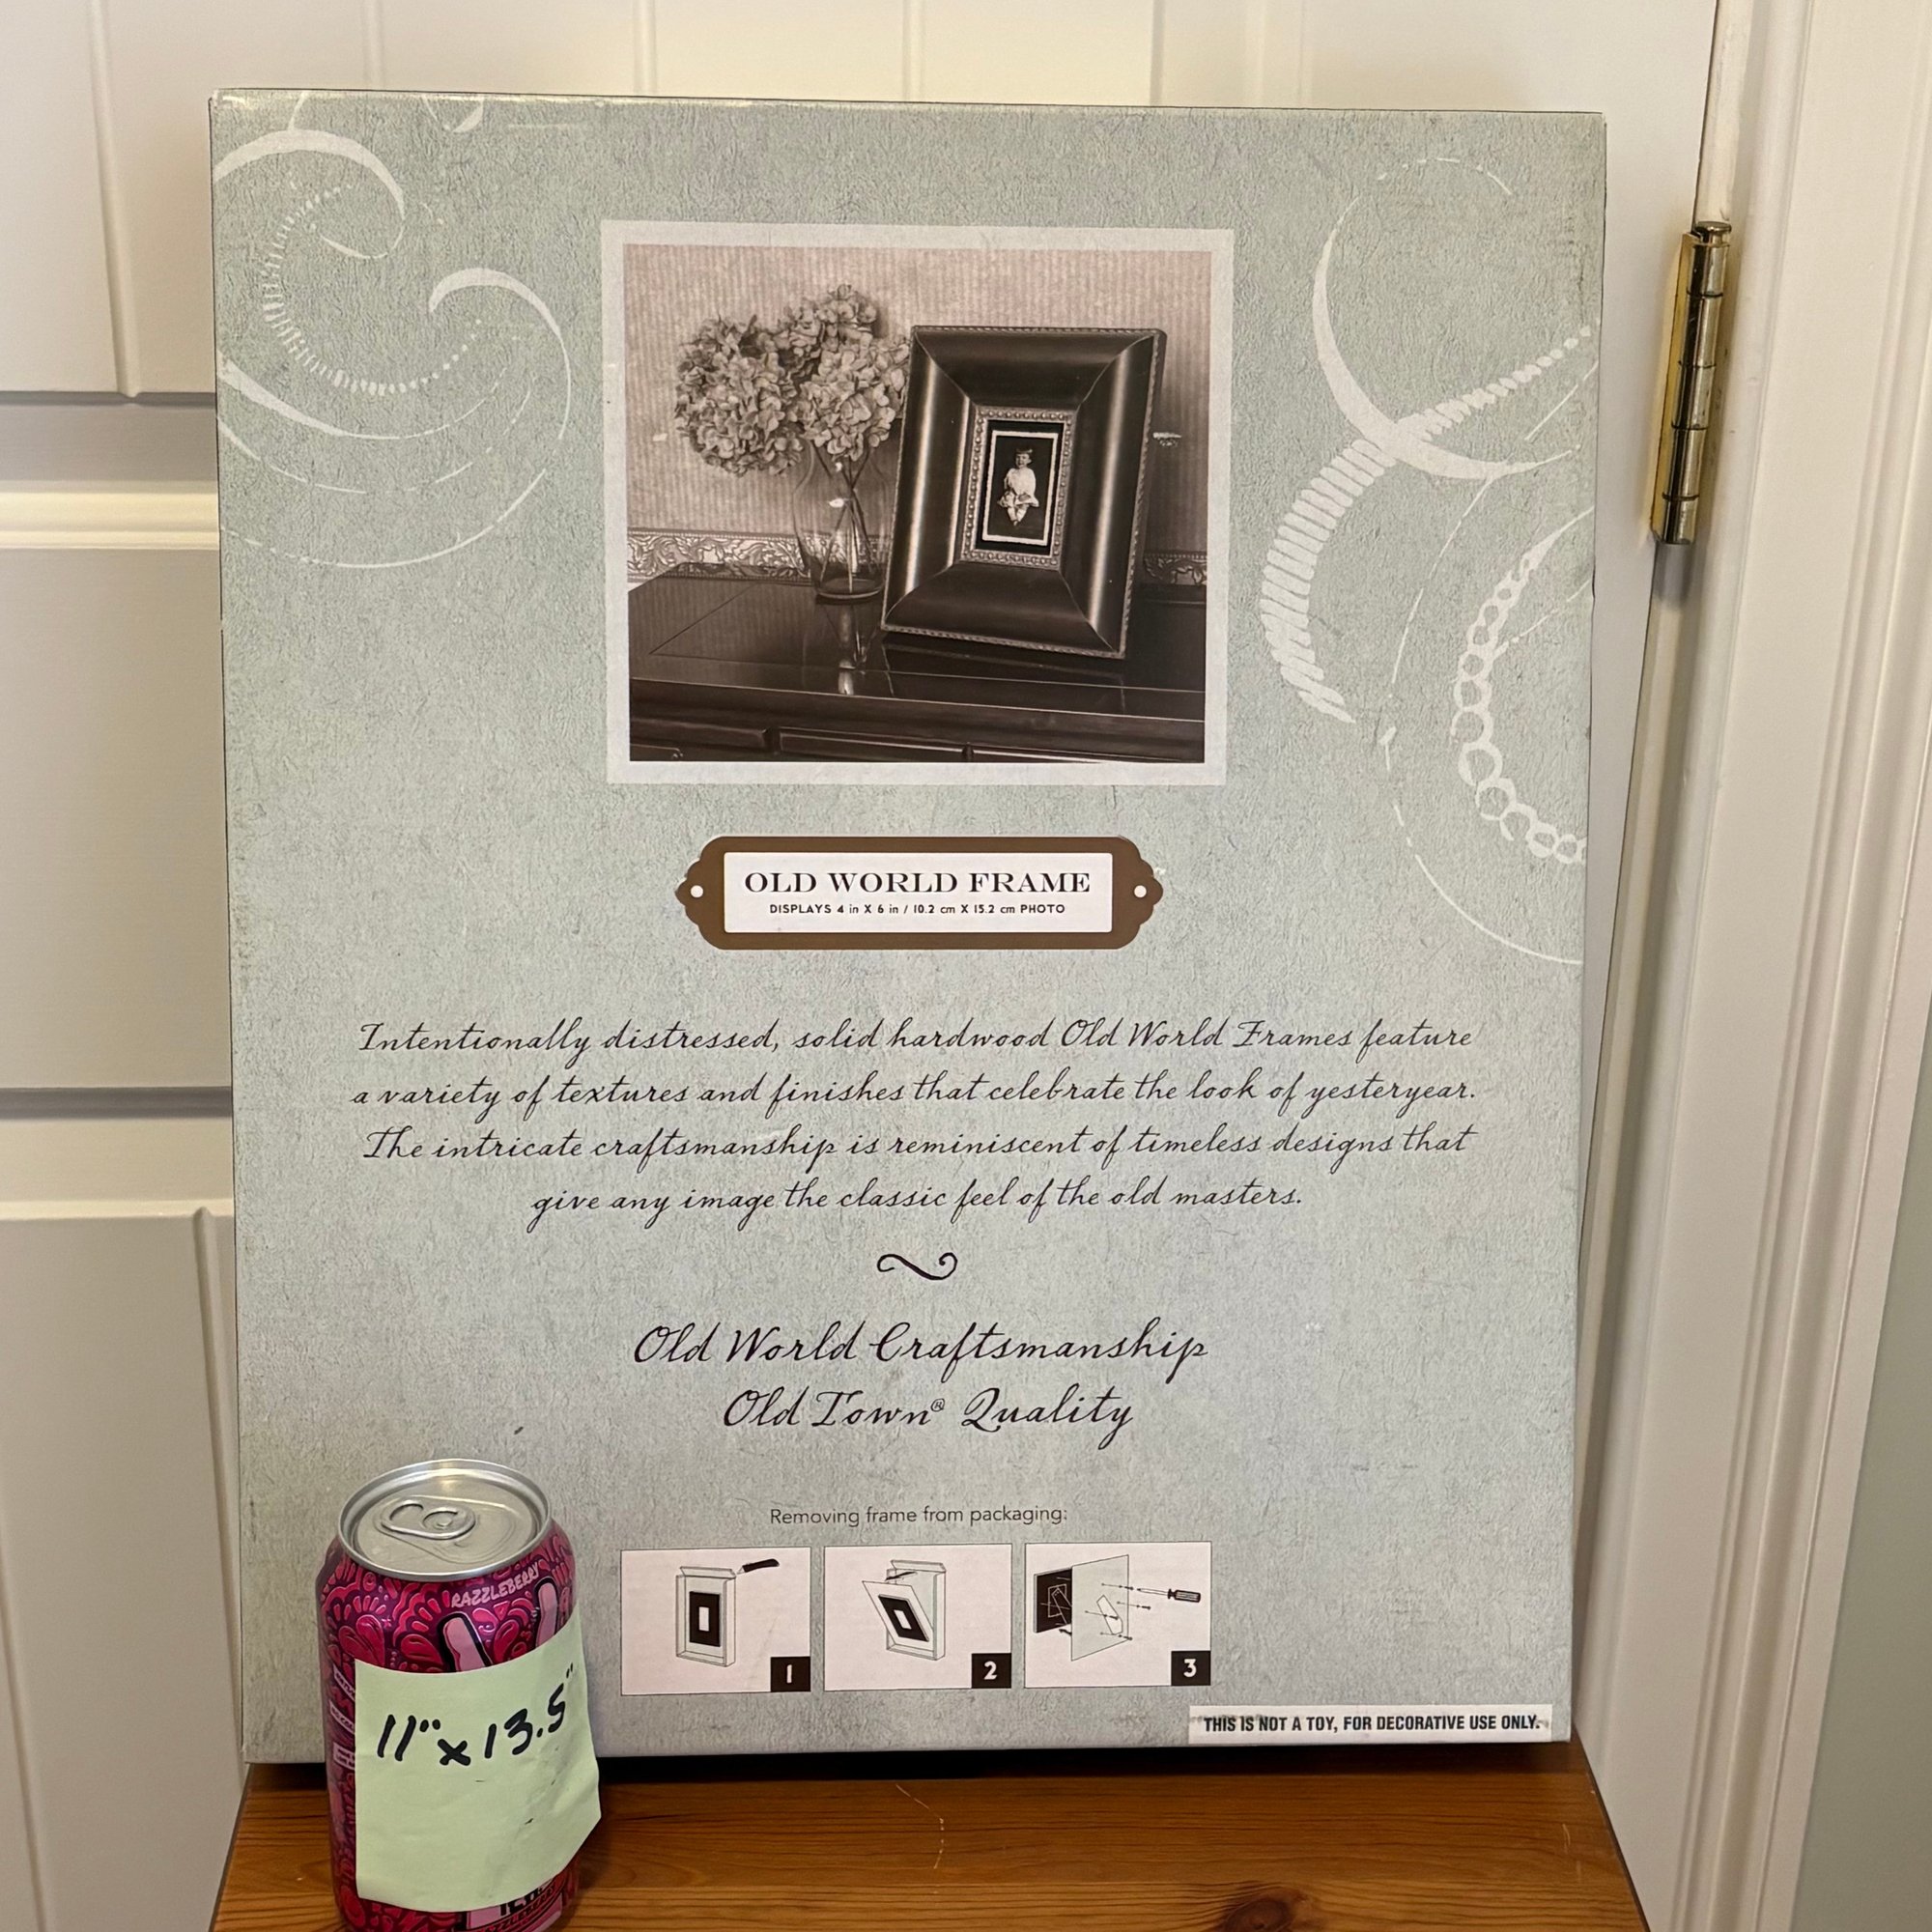 OLD WORLD FRAME
DISPLAYS 4 in X 6 in / 10.2 cm X 15.2 cm PHOTO
Intentionally distressed, solid hardwood Old World Frames feature
a variety of textures and finishes that celebrate the look of yesteryear.
The intricate craftsmanship is reminiscent of timeless designs that
give any image the classic feel of the old masters.
Old World Craftsmanship
Old Town® Quality
Removing frame from packaging:
1
2
3
THIS IS NOT A TOY, FOR DECORATIVE USE ONLY.
RAZZLEBERRY
11" x 13.5"